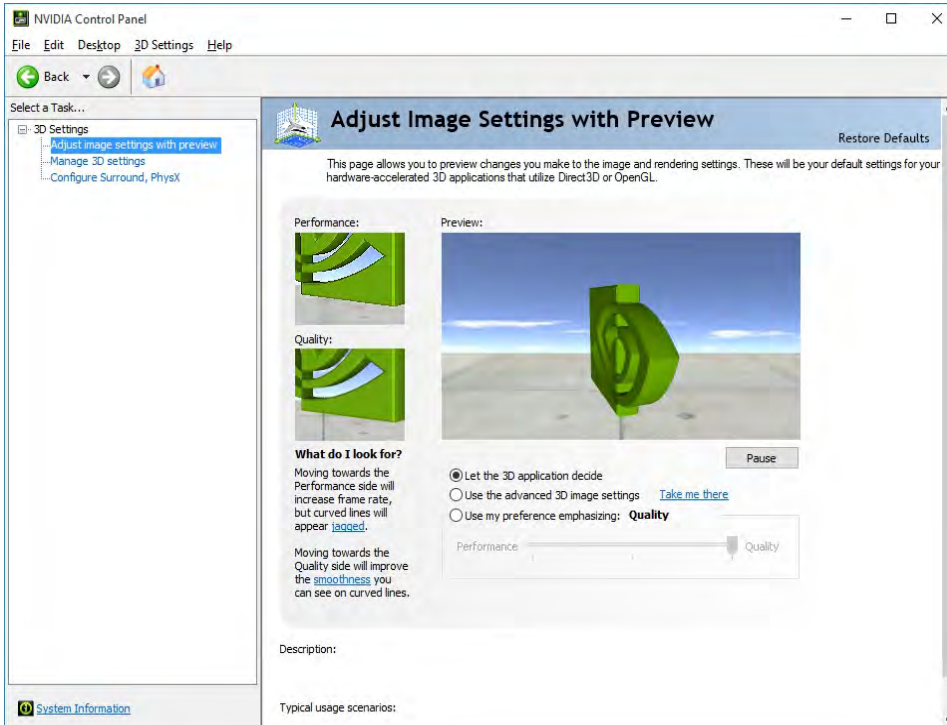 NVIDIA Control Panel
File Edit Desktop 3D Settings Help
Back
Select a Task...
3D Settings
Adjust image settings with preview
Manage 3D settings
Configure Surround, PhysX
System Information
Adjust Image Settings with Preview
Restore Defaults
This page allows you to preview changes you make to the image and rendering settings. These will be your default settings for your
hardware-accelerated 3D applications that utilize Direct3D or OpenGL.
Performance:
Quality:
What do I look for?
Moving towards the
Performance side will
increase frame rate,
but curved lines will
appear jagged.
Moving towards the
Quality side will improve
the smoothness you
can see on curved lines.
Preview:
Pause
Let the 3D application decide
Use the advanced 3D image settings Take me there
Use my preference emphasizing: Quality
Performance Quality
Description:
Typical usage scenarios: